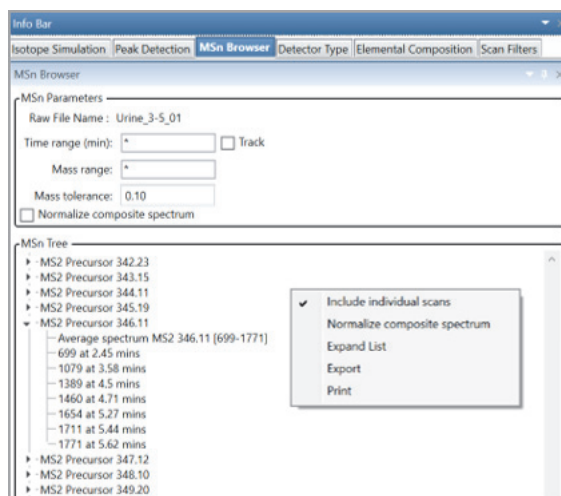 Info Bar
Isotope Simulation Peak Detection MSn Browser Detector Type Elemental Composition Scan Filters
MSn Browser
MSn Parameters
Raw File Name : Urine_3-5_01
Time range (min): * Track
Mass range: *
Mass tolerance: 0.10
Normalize composite spectrum
MSn Tree
MS2 Precursor 342.23
MS2 Precursor 343.15
MS2 Precursor 344.11
MS2 Precursor 345.19
MS2 Precursor 346.11
Average spectrum MS2 346.11 [699-1771]
699 at 2.45 mins
1079 at 3.58 mins
1389 at 4.5 mins
1460 at 4.71 mins
1654 at 5.27 mins
1711 at 5.44 mins
1771 at 5.62 mins
MS2 Precursor 347.12
MS2 Precursor 348.10
MS2 Precursor 349.20
Include individual scans
Normalize composite spectrum
Expand List
Export
Print